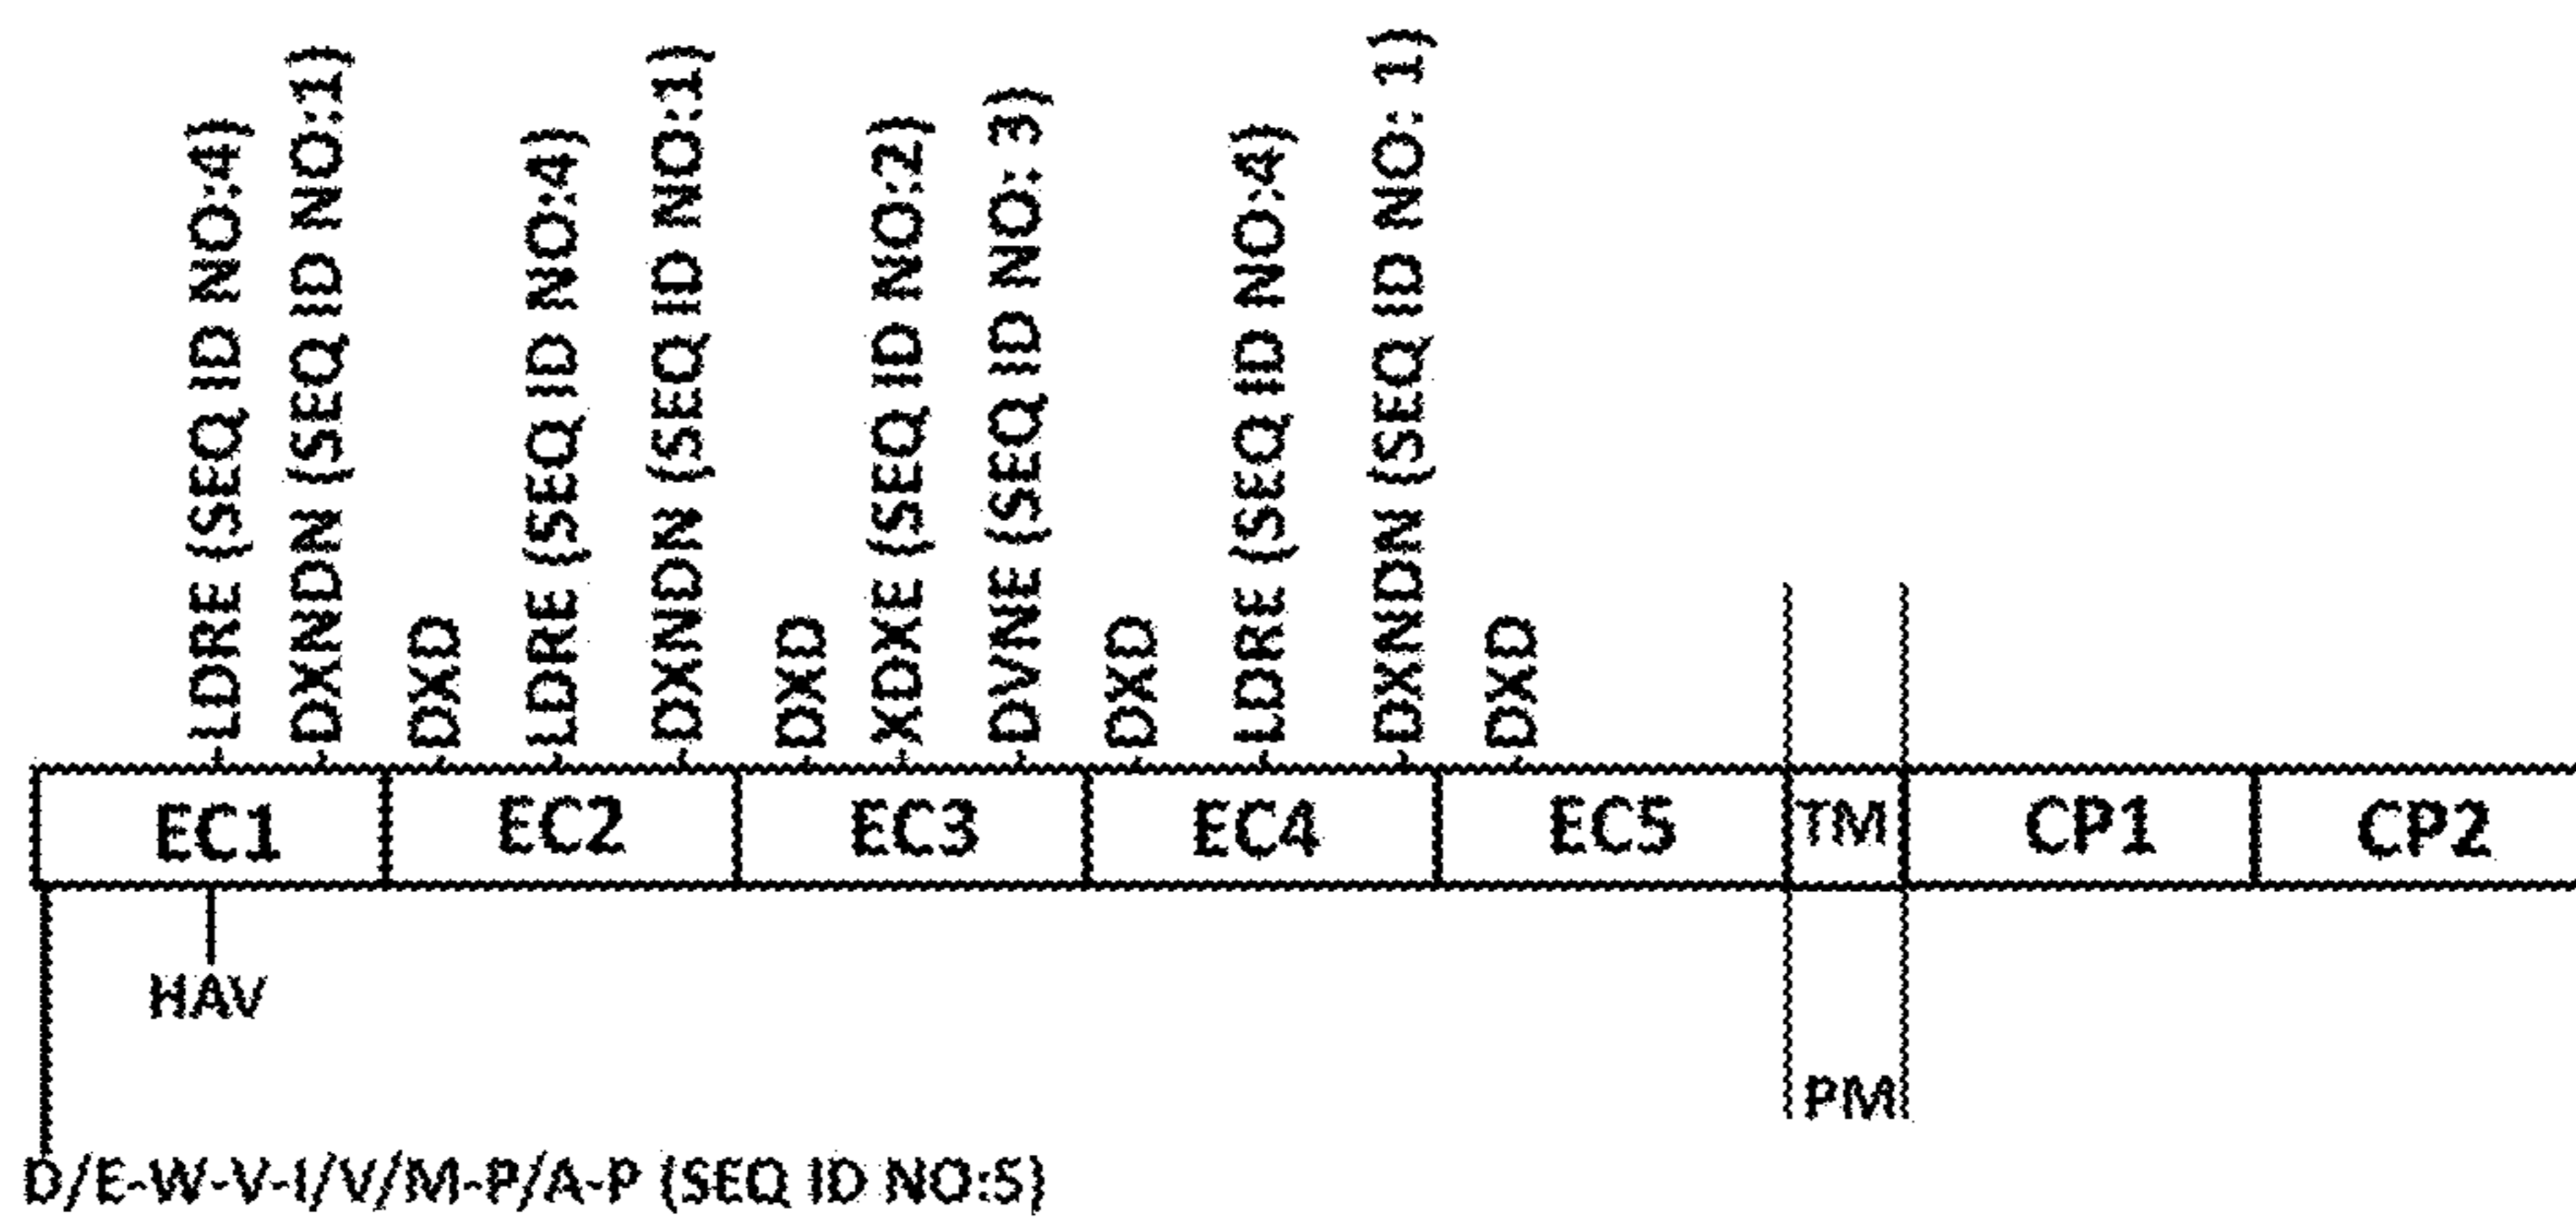 LDRE (SEQ ID NO:4)
DXNDN (SEQ ID NO:1)
DXD
LDRE (SEQ ID NO:4)
DXNDN (SEQ ID NO:1)
DXD
XDXE (SEQ ID NO:2)
DVNE (SEQ ID NO: 3)
DXD
LDRE (SEQ ID NO:4)
DXNDN (SEQ ID NO: 1)
DXD
EC1 EC2 EC3 EC4 EC5 TM CP1 CP2
HAV
PM
D/E-W-V-I/V/M-P/A-P (SEQ ID NO:5)